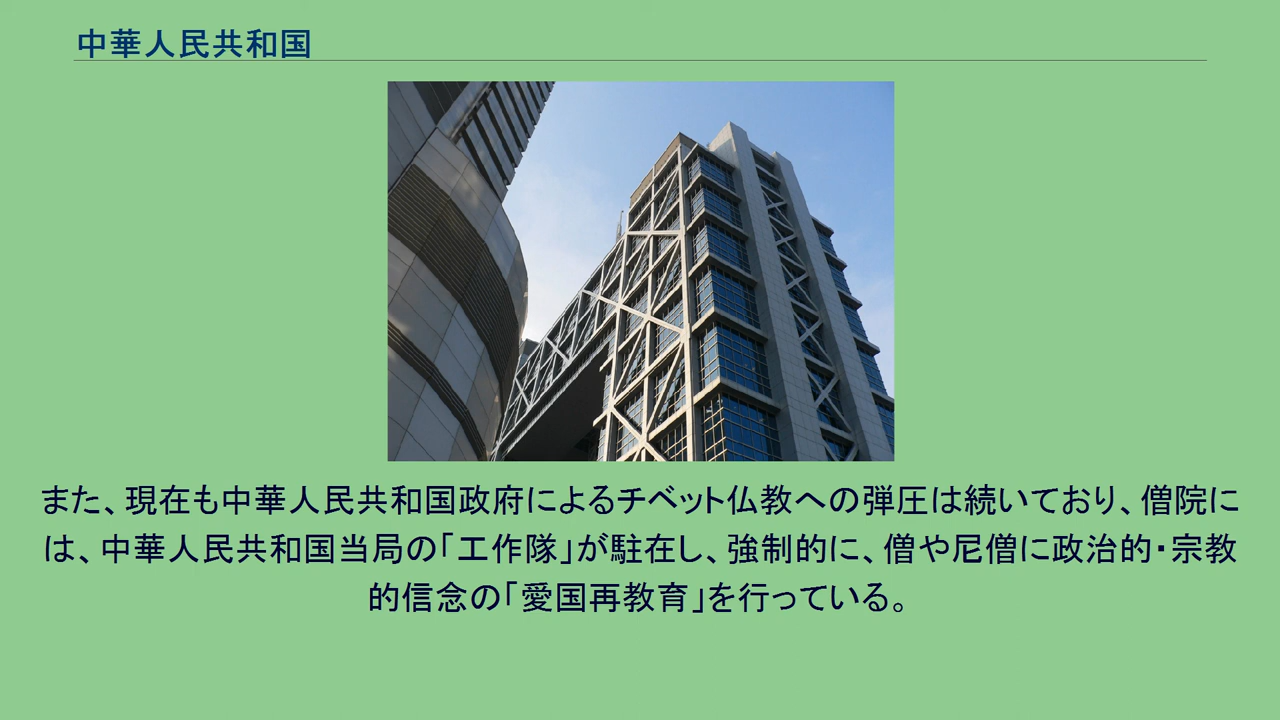 中華人民共和国
また、現在も中華人民共和国政府によるチベット仏教への弾圧は続いており、僧院に
は、中華人民共和国当局の「工作隊」が駐在し、強制的に、僧や尼僧に政治的・宗教
的信念の「愛国再教育」を行っている。